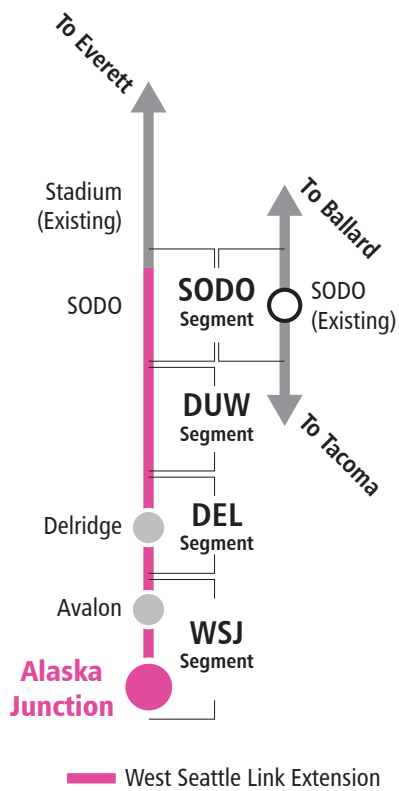 To Everett
Stadium
(Existing)
To Ballard
SODO
SODO
Segment
SODO
(Existing)
DUW
Segment
To Tacoma
Delridge
DEL
Segment
Avalon
WSJ
Segment
Alaska
Junction
West Seattle Link Extension